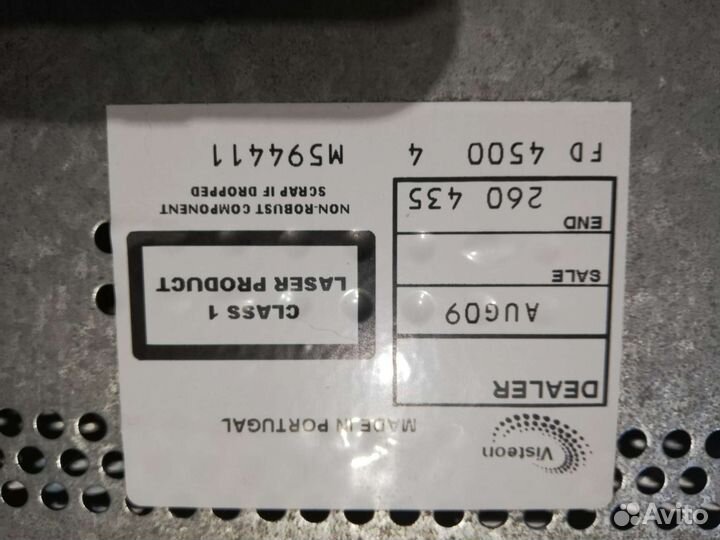 Visteon
MADE IN PORTUGAL
DEALER
AUG09
SALE
END
260 435
CLASS 1
LASER PRODUCT
NON-ROBUST COMPONENT
SCRAP IF DROPPED
FD 4500 4 M594411
Avito